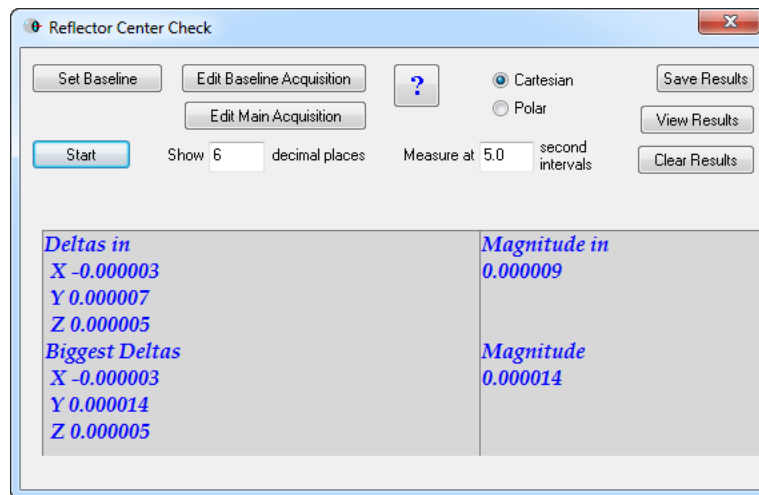 Reflector Center Check
X
Set Baseline
Edit Baseline Acquisition
?
Cartesian
Save Results
Edit Main Acquisition
Polar
View Results
Start
Show 6 decimal places
Measure at 5.0 second intervals
Clear Results
Deltas in
X -0.000003
Y 0.000007
Z 0.000005
Magnitude in
0.000009
Biggest Deltas
X -0.000003
Y 0.000014
Z 0.000005
Magnitude
0.000014